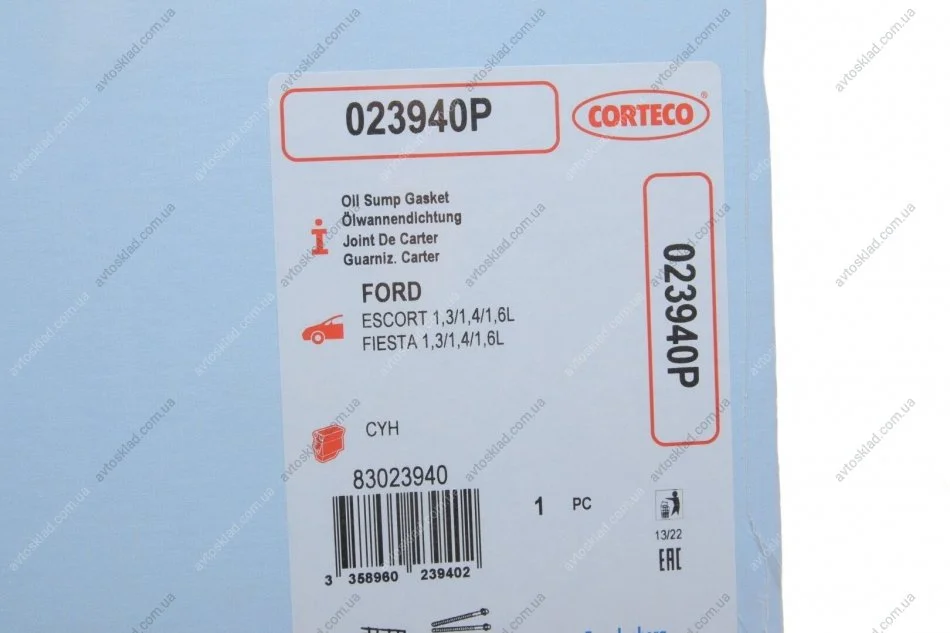 023940P
CORTECO®
Oil Sump Gasket
Ölwannendichtung
Joint De Carter
Guarniz. Carter
FORD
ESCORT 1,3/1,4/1,6L
FIESTA 1,3/1,4/1,6L
023940P
CYH
83023940
1 PC
13/22
EAC
3 358960 239402
avtosklad.com.ua